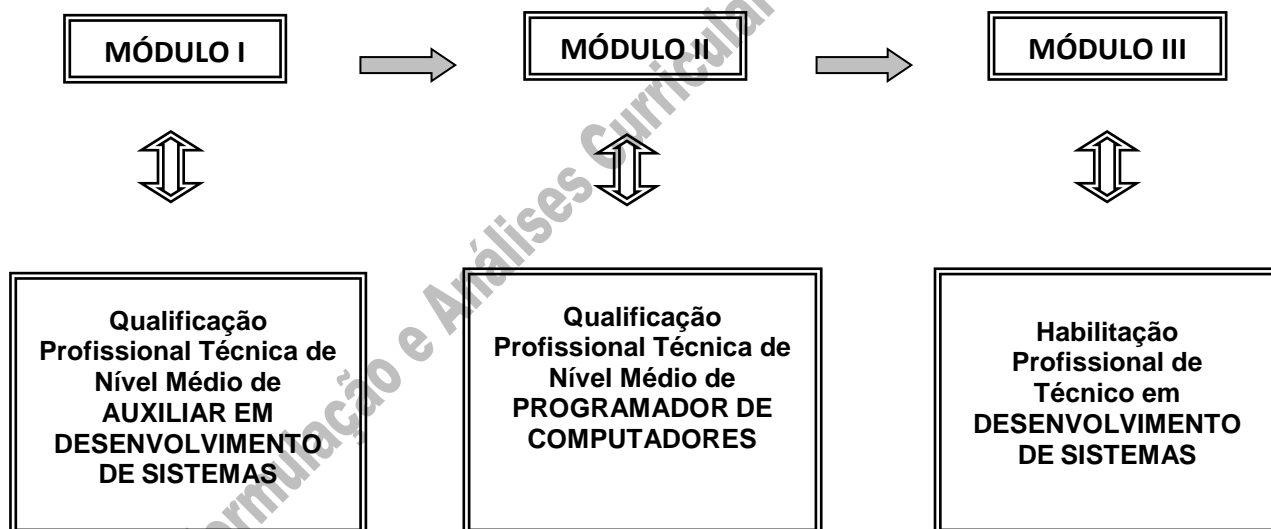 MÓDULO I
MÓDULO II
MÓDULO III
Qualificação
Profissional Técnica de
Nível Médio de
AUXILIAR EM
DESENVOLVIMENTO
DE SISTEMAS
Qualificação
Profissional Técnica de
Nível Médio de
PROGRAMADOR DE
COMPUTADORES
Habilitação
Profissional de
Técnico em
DESENVOLVIMENTO
DE SISTEMAS
e Análises